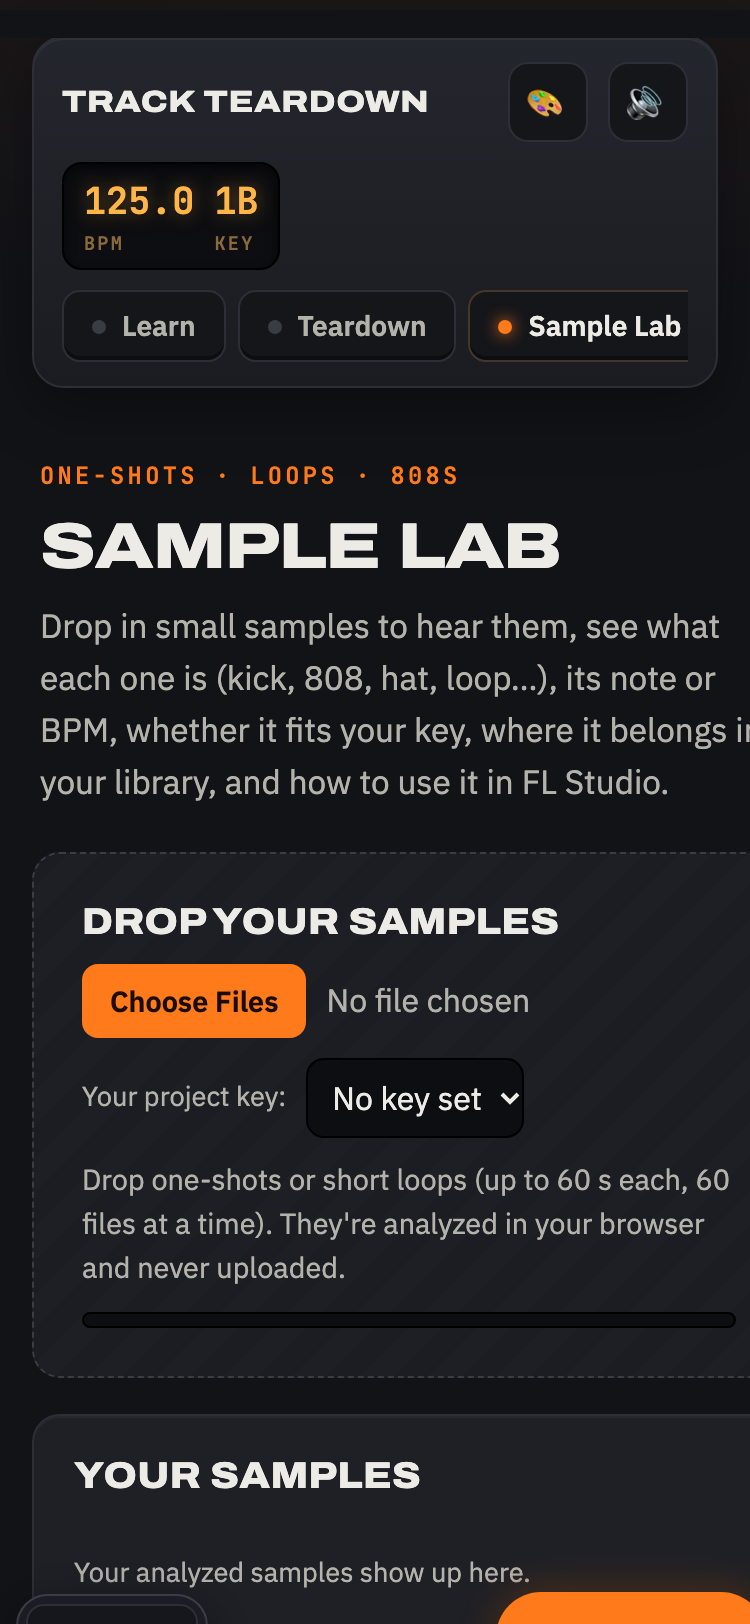 TRACK TEARDOWN
125.0 1B
BPM KEY
Learn Teardown Sample Lab
ONE-SHOTS · LOOPS · 808S
SAMPLE LAB
Drop in small samples to hear them, see what
each one is (kick, 808, hat, loop...), its note or
BPM, whether it fits your key, where it belongs in
your library, and how to use it in FL Studio.
DROP YOUR SAMPLES
Choose Files No file chosen
Your project key: No key set
Drop one-shots or short loops (up to 60 s each, 60
files at a time). They're analyzed in your browser
and never uploaded.
YOUR SAMPLES
Your analyzed samples show up here.